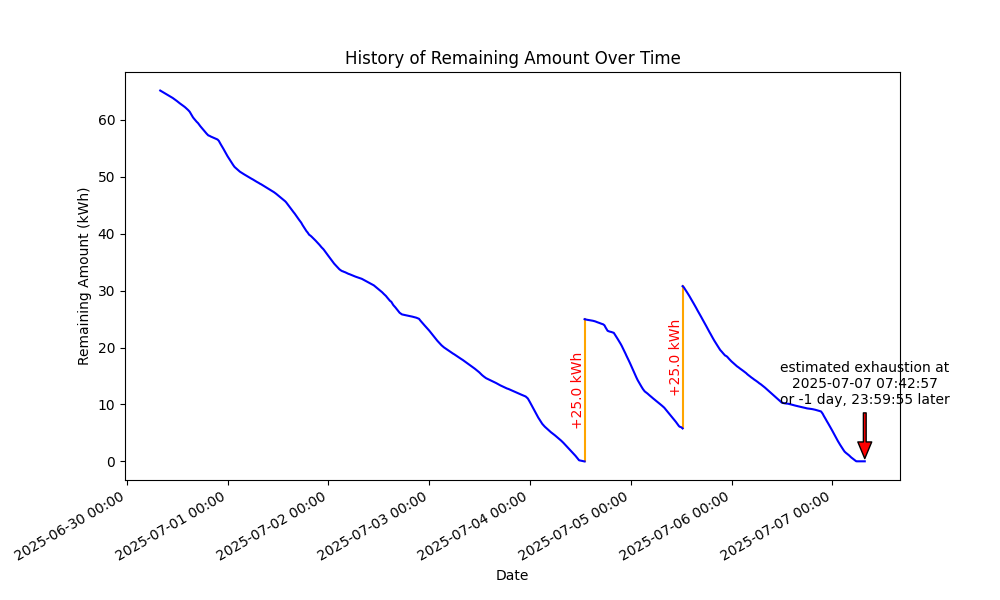 History of Remaining Amount Over Time
Remaining Amount (kWh)
60
50
40
30
20
10
0
+25.0 kWh
+25.0 kWh
estimated exhaustion at
2025-07-07 07:42:57
or -1 day, 23:59:55 later
2025-06-30 00:00
2025-07-01 00:00
2025-07-02 00:00
2025-07-03 00:00
2025-07-04 00:00
2025-07-05 00:00
2025-07-06 00:00
2025-07-07 00:00
Date